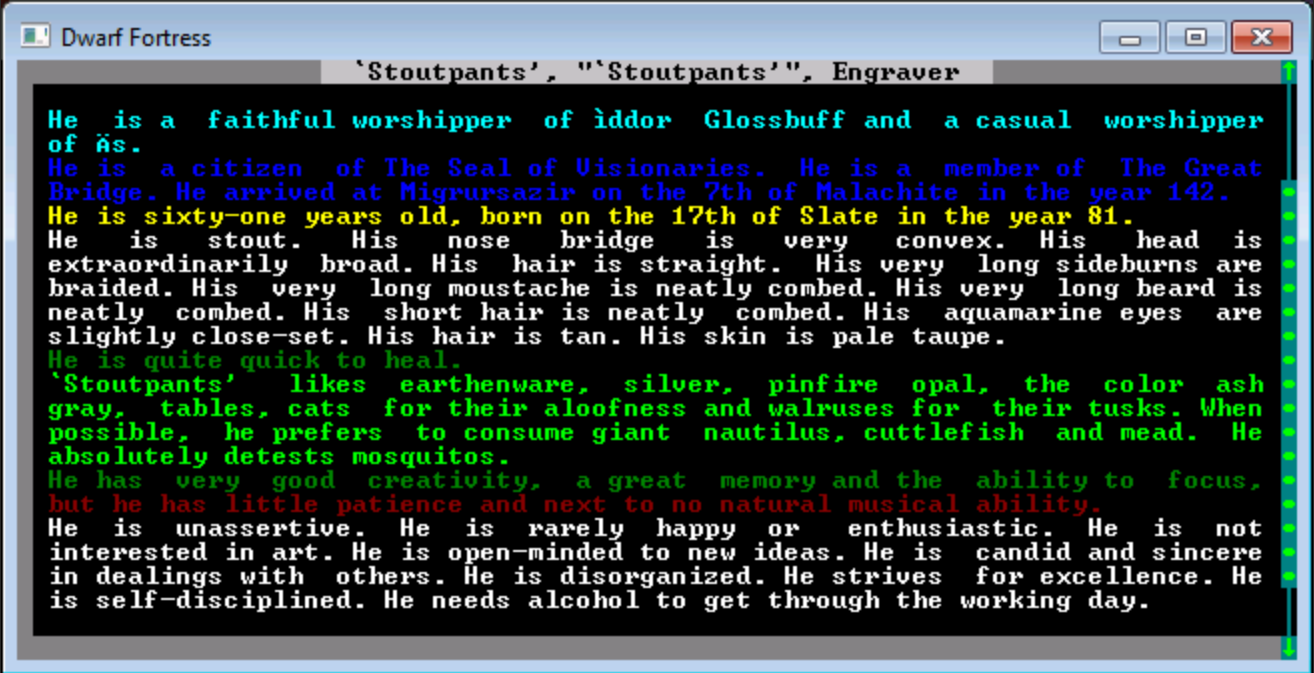 Dwarf Fortress
`Stoutpants', "`Stoutpants'", Engraver
He is a faithful worshipper of ìddor Glossbuff and a casual worshipper
of Äs.
He is a citizen of The Seal of Visionaries. He is a member of The Great
Bridge. He arrived at Migrursazir on the 7th of Malachite in the year 142.
He is sixty-one years old, born on the 17th of Slate in the year 81.
He is stout. His nose bridge is very convex. His head is
extraordinarily broad. His hair is straight. His very long sideburns are
braided. His very long moustache is neatly combed. His very long beard is
neatly combed. His short hair is neatly combed. His aquamarine eyes are
slightly close-set. His hair is tan. His skin is pale taupe.
He is quite quick to heal.
`Stoutpants' likes earthenware, silver, pinfire opal, the color ash
gray, tables, cats for their aloofness and walruses for their tusks. When
possible, he prefers to consume giant nautilus, cuttlefish and mead. He
absolutely detests mosquitos.
He has very good creativity, a great memory and the ability to focus,
but he has little patience and next to no natural musical ability.
He is unassertive. He is rarely happy or enthusiastic. He is not
interested in art. He is open-minded to new ideas. He is candid and sincere
in dealings with others. He is disorganized. He strives for excellence. He
is self-disciplined. He needs alcohol to get through the working day.